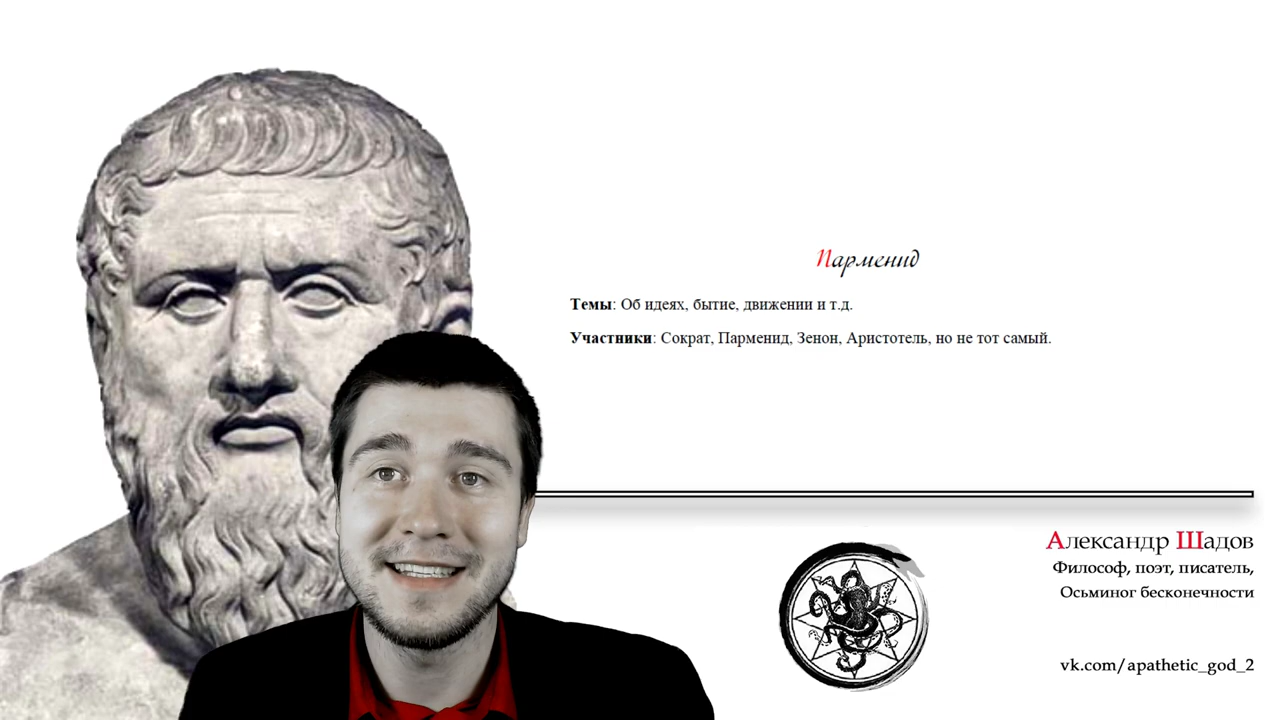 Парменид
Темы: Об идеях, бытие, движении и т.д.
Участники: Сократ, Парменид, Зенон, Аристотель, но не тот самый.
Александр Шадов
Философ, поэт, писатель,
Осьминог бесконечности
vk.com/apathetic_god_2